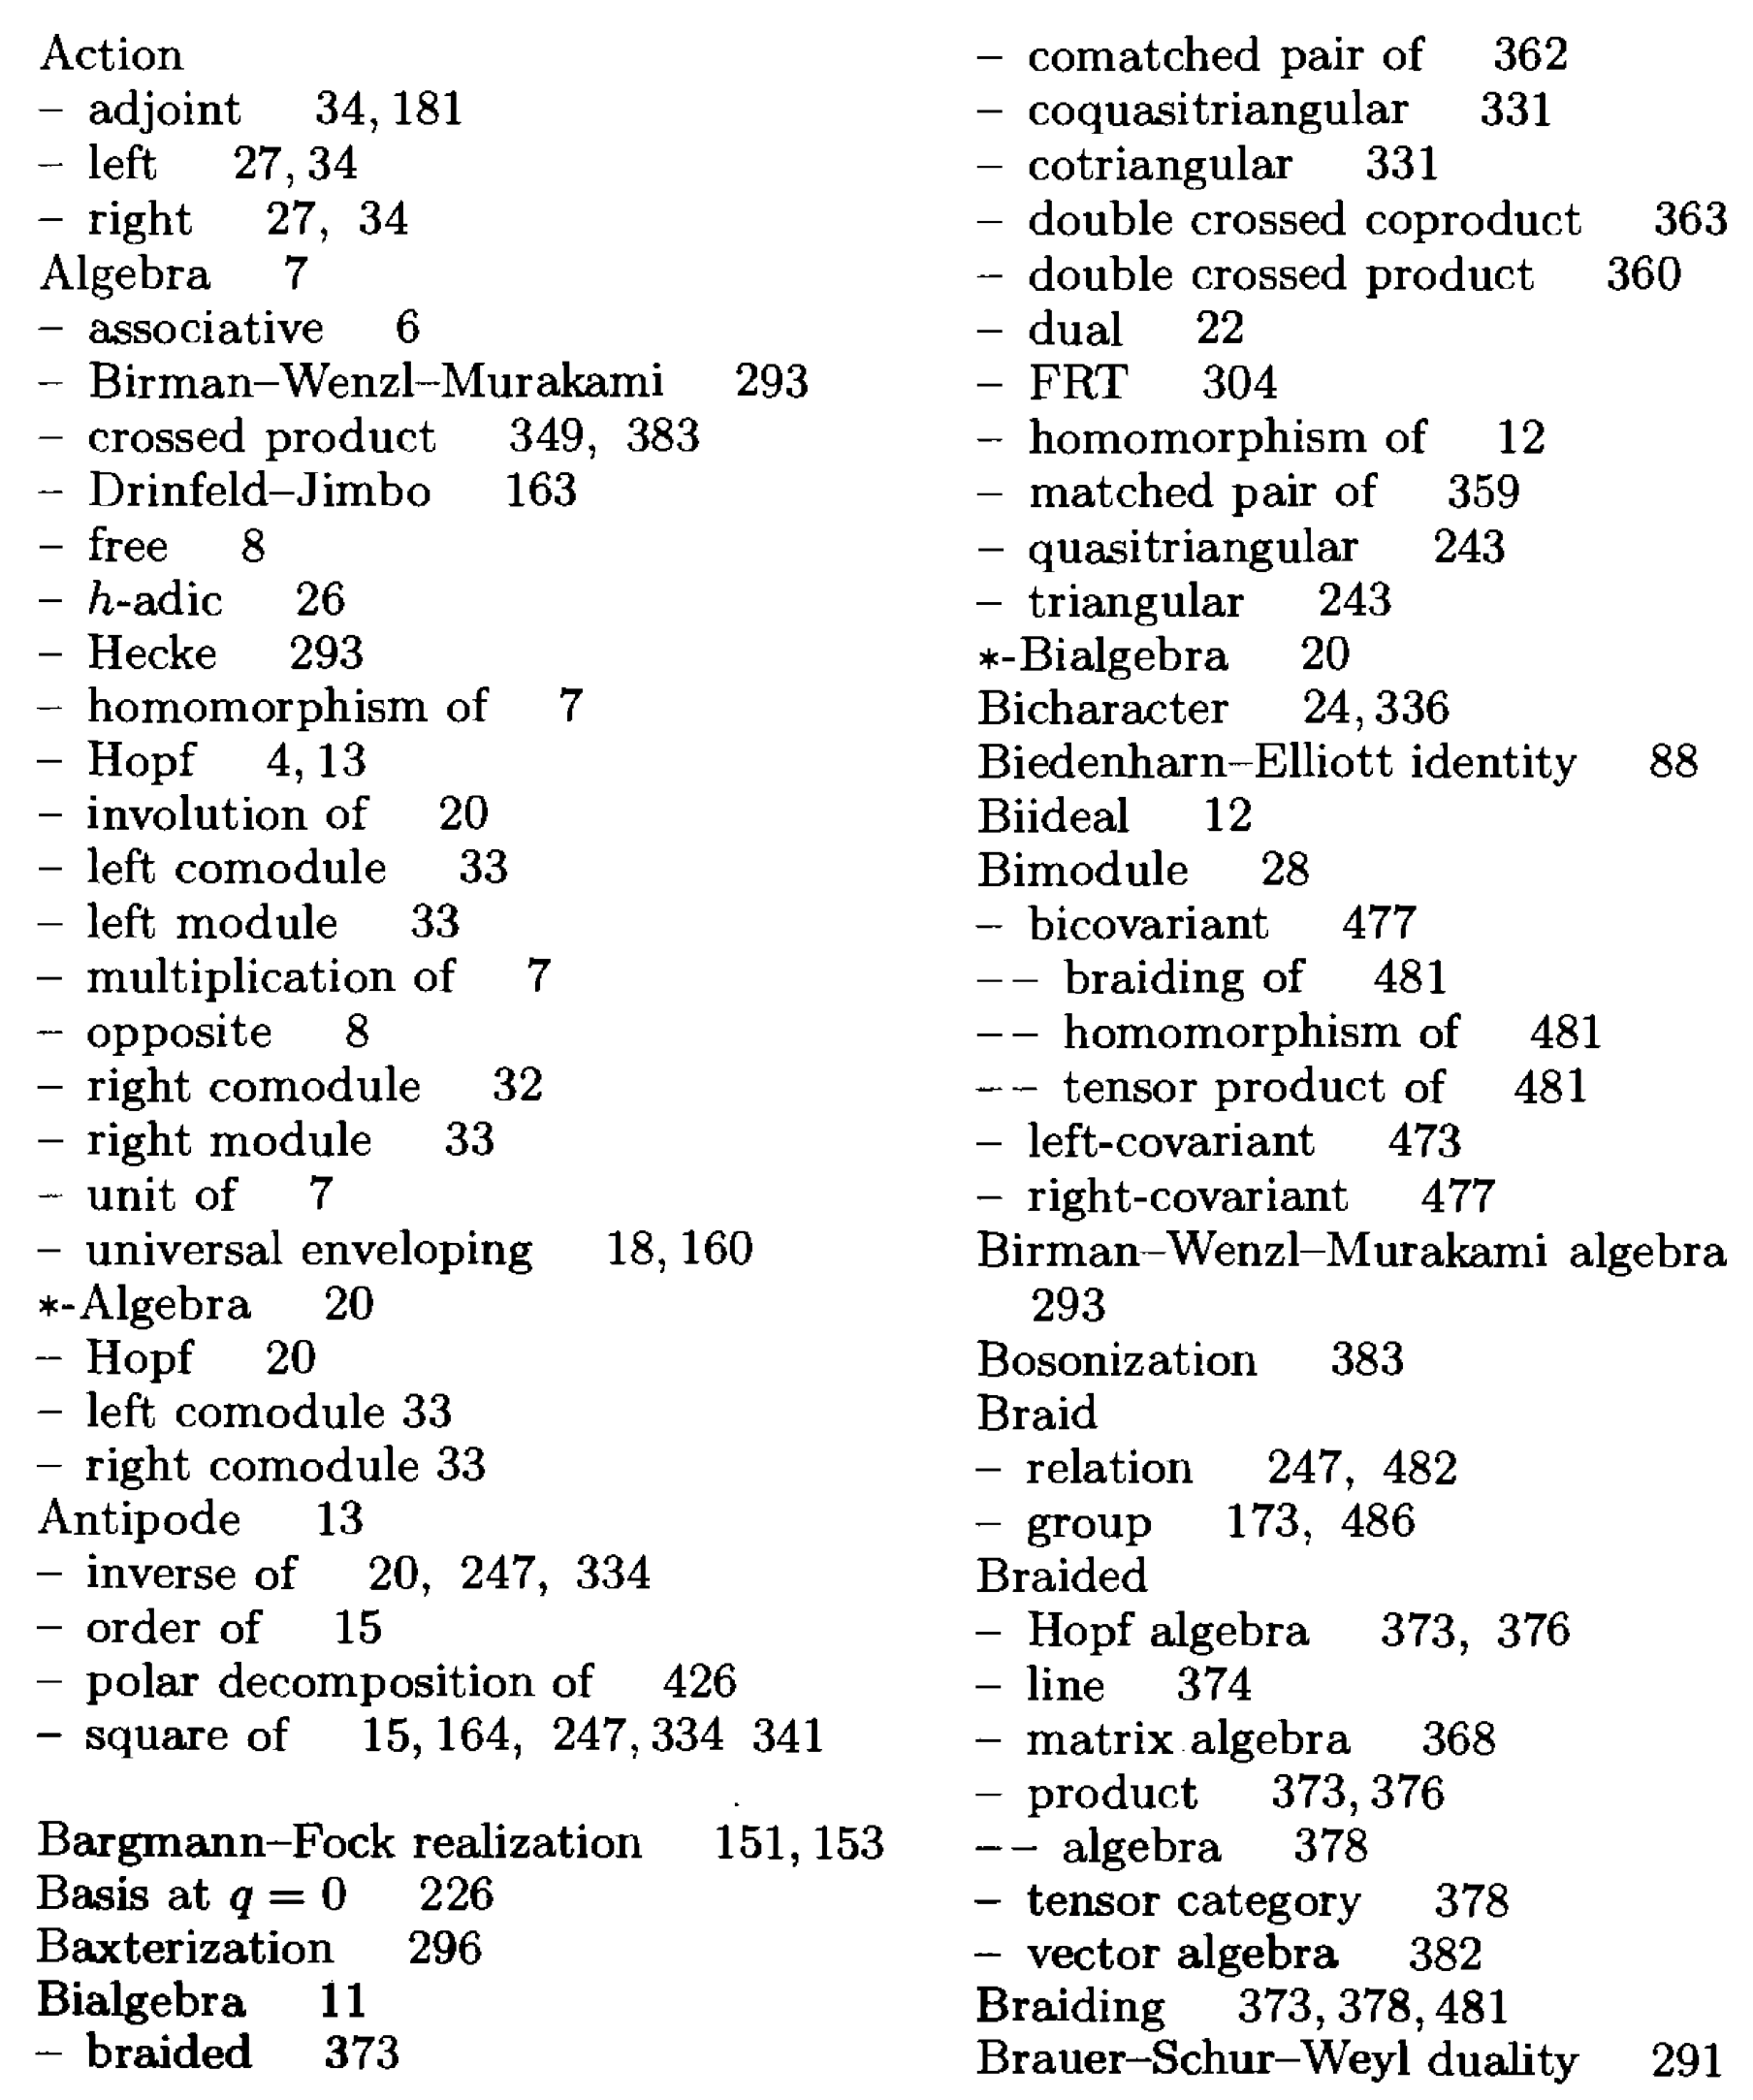 Action
– adjoint 34, 181
– left 27, 34
– right 27, 34
Algebra 7
– associative 6
– Birman–Wenzl–Murakami 293
– crossed product 349, 383
– Drinfeld–Jimbo 163
– free 8
– h-adic 26
– Hecke 293
– homomorphism of 7
– Hopf 4, 13
– involution of 20
– left comodule 33
– left module 33
– multiplication of 7
– opposite 8
– right comodule 32
– right module 33
– unit of 7
– universal enveloping 18, 160
*-Algebra 20
– Hopf 20
– left comodule 33
– right comodule 33
Antipode 13
– inverse of 20, 247, 334
– order of 15
– polar decomposition of 426
– square of 15, 164, 247, 334 341
Bargmann–Fock realization 151, 153
Basis at q = 0 226
Baxterization 296
Bialgebra 11
– braided 373
– comatched pair of 362
– coquasitriangular 331
– cotriangular 331
– double crossed coproduct 363
– double crossed product 360
– dual 22
– FRT 304
– homomorphism of 12
– matched pair of 359
– quasitriangular 243
– triangular 243
*-Bialgebra 20
Bicharacter 24, 336
Biedenharn–Elliott identity 88
Biideal 12
Bimodule 28
– bicovariant 477
–– braiding of 481
–– homomorphism of 481
–– tensor product of 481
– left-covariant 473
– right-covariant 477
Birman–Wenzl–Murakami algebra
293
Bosonization 383
Braid
– relation 247, 482
– group 173, 486
Braided
– Hopf algebra 373, 376
– line 374
– matrix algebra 368
– product 373, 376
–– algebra 378
– tensor category 378
– vector algebra 382
Braiding 373, 378, 481
Brauer–Schur–Weyl duality 291